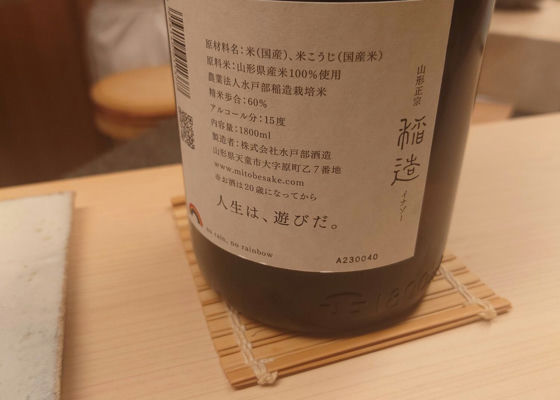 原材料名：米（国産）、米こうじ（国産米）
原料米：山形県産米100％使用
農業法人水戸部稲造栽培米
精米歩合：60%
アルコール分：15度
内容量：1800ml
製造者：株式会社水戸部酒造
山形県天童市大字原町乙7番地
www.mitobesake.com
※お酒は20歳になってから
人生は、遊びだ。
no rain, no rainbow
A230040
山形正宗
稲造
イナゾー
1800